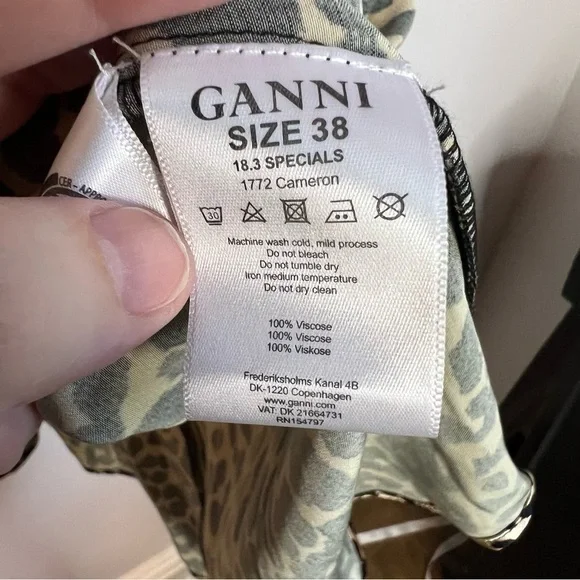 GANNI
SIZE 38
18.3 SPECIALS
1772 Cameron
30
Machine wash cold, mild process
Do not bleach
Do not tumble dry
Iron medium temperature
Do not dry clean
100% Viscose
100% Viscose
100% Viskose
Frederiksholms Kanal 4B
DK-1220 Copenhagen
www.ganni.com
VAT: DK 21664731
RN154797